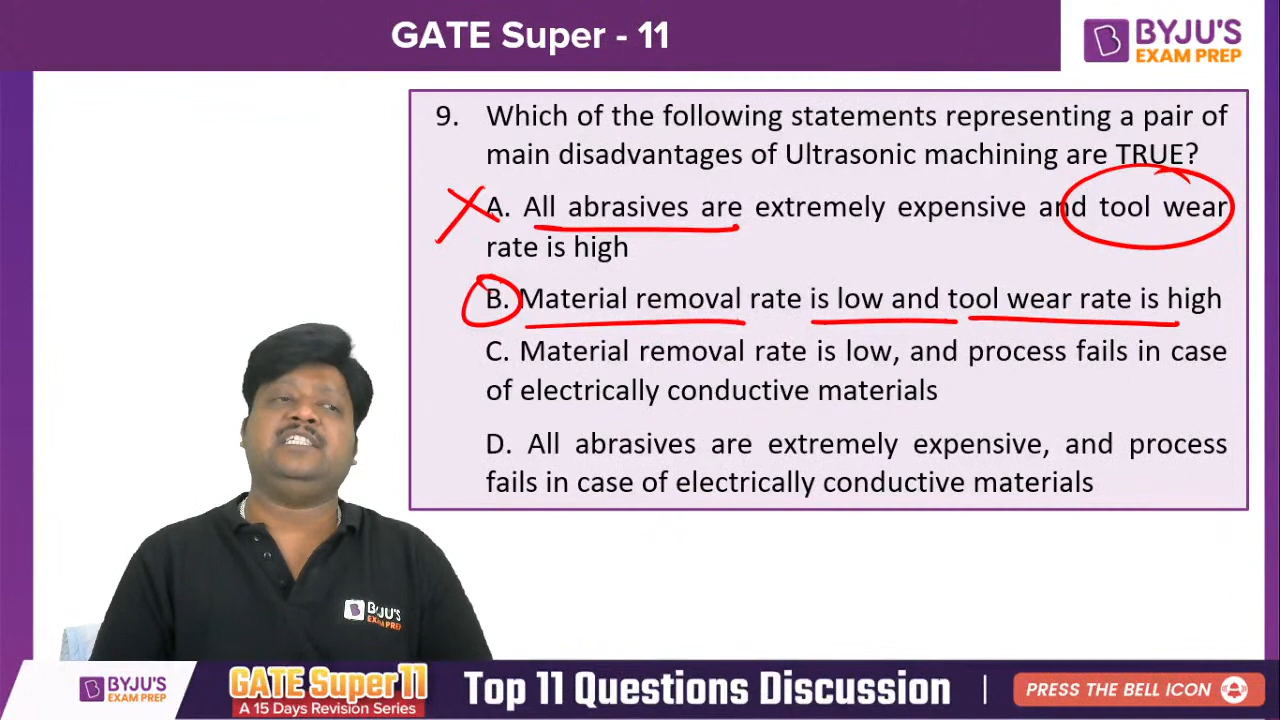 GATE Super - 11
BYJU'S
EXAM PREP
9. Which of the following statements representing a pair of
main disadvantages of Ultrasonic machining are TRUE?
A. All abrasives are extremely expensive and tool wear
rate is high
B. Material removal rate is low and tool wear rate is high
C. Material removal rate is low, and process fails in case
of electrically conductive materials
D. All abrasives are extremely expensive, and process
fails in case of electrically conductive materials
BYJU'S
EXAM PREP
BYJU'S
EXAM PREP
GATE Super 11
A 15 Days Revision Series
Top 11 Questions Discussion
PRESS THE BELL ICON